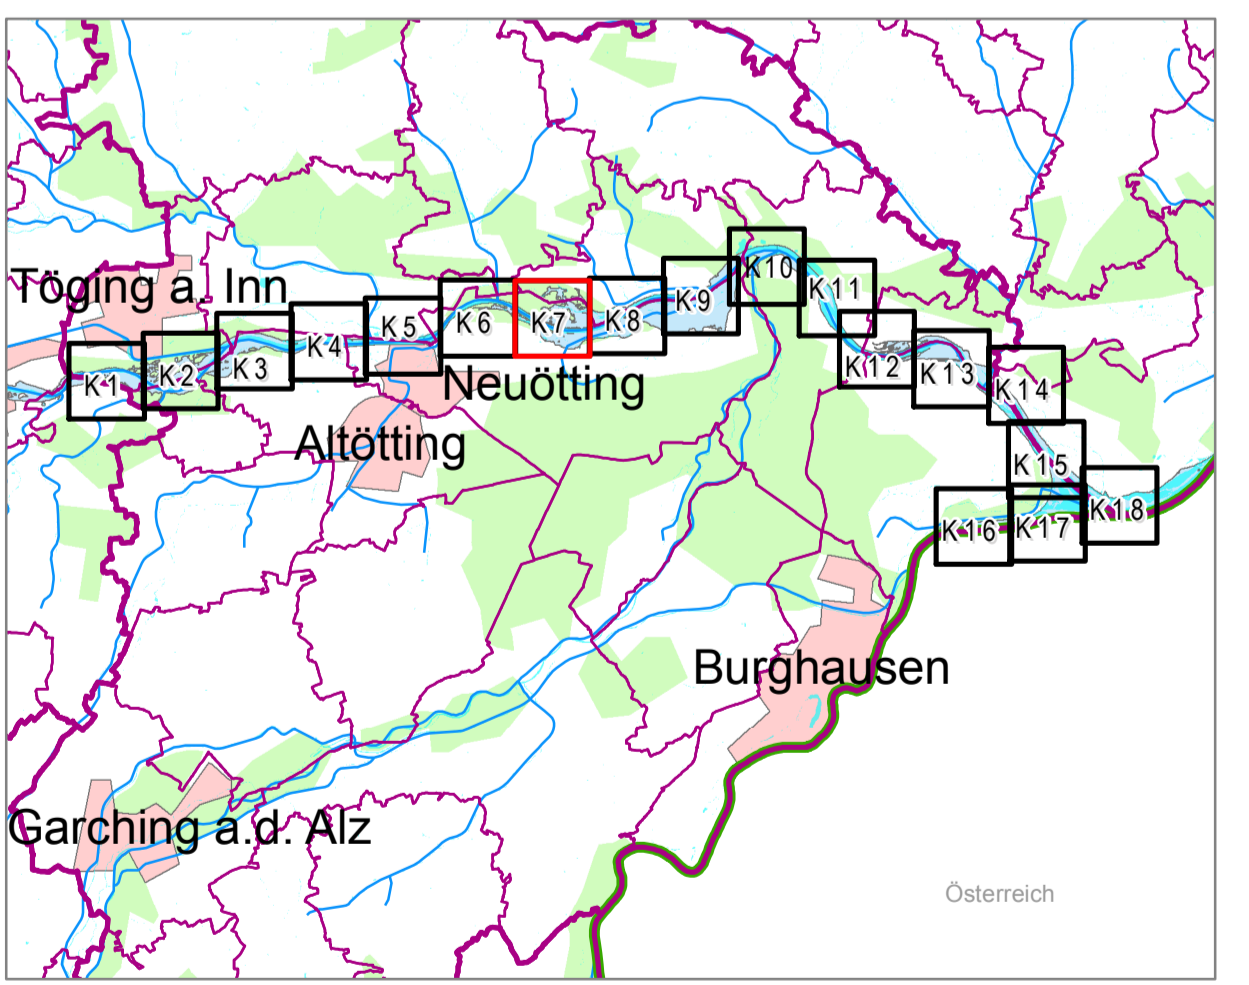 Töging a. Inn
K1
K2
K3
K4
K5
K6
K7
K8
K9
K10
K11
K12
K13
K14
K15
K16
K17
K18
Neuötting
Altötting
Burghausen
Garching a.d. Alz
Österreich